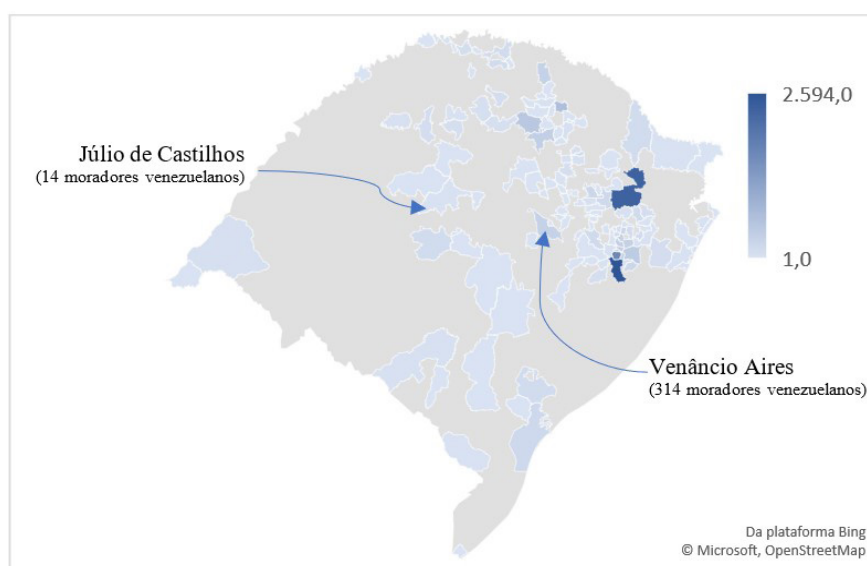 2.594,0
Júlio de Castilhos
(14 moradores venezuelanos)
1,0
Venâncio Aires
(314 moradores venezuelanos)
Da plataforma Bing
© Microsoft, OpenStreetMap